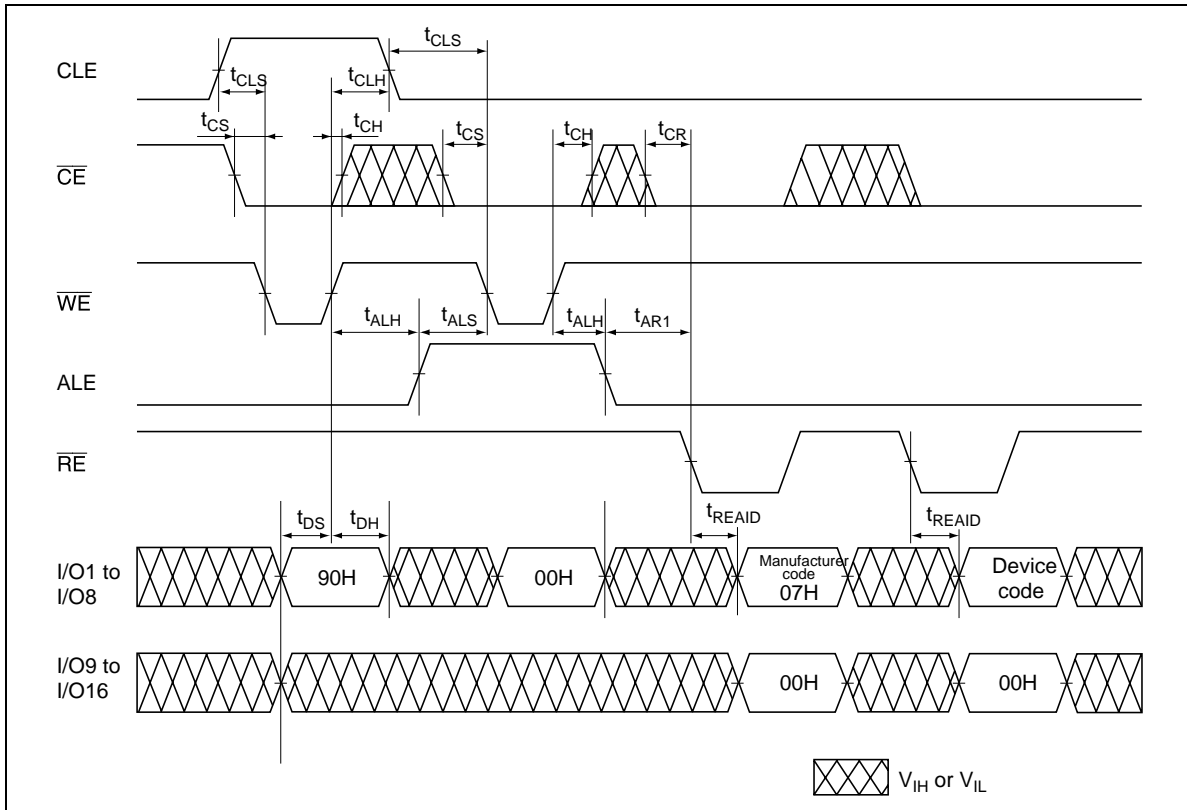 CLE
tCLS
tCLS
tCLH
tCS
tCH
tCS
tCH
tCR
CE
WE
tALH
tALS
tALH
tAR1
ALE
RE
tDS
tDH
tREAID
tREAID
I/O1 to
I/O8
90H
00H
Manufacturer
code
07H
Device
code
I/O9 to
I/O16
00H
00H
VIH or VIL